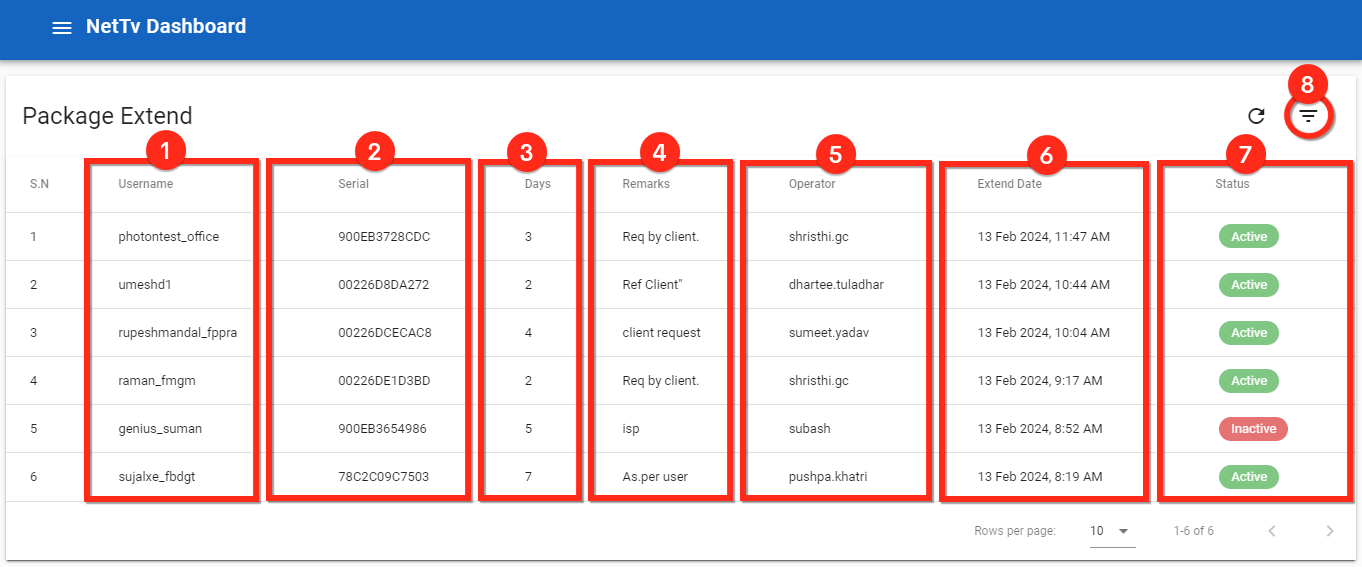 NetTv Dashboard
8
Package Extend
1 2 3 4 5 6 7
S.N Username Serial Days Remarks Operator Extend Date Status
1 photontest_office 900EB3728CDC 3 Req by client. shristhi.gc 13 Feb 2024, 11:47 AM Active
2 umeshd1 00226D8DA272 2 Ref Client" dhartee.tuladhar 13 Feb 2024, 10:44 AM Active
3 rupeshmandal_fppra 00226DCECAC8 4 client request sumeet.yadav 13 Feb 2024, 10:04 AM Active
4 raman_fmgm 00226DE1D3BD 2 Req by client. shristhi.gc 13 Feb 2024, 9:17 AM Active
5 genius_suman 900EB3654986 5 isp subash 13 Feb 2024, 8:52 AM Inactive
6 sujalxe_fbdgt 78C2C09C7503 7 As.per user pushpa.khatri 13 Feb 2024, 8:19 AM Active
Rows per page: 10 1-6 of 6